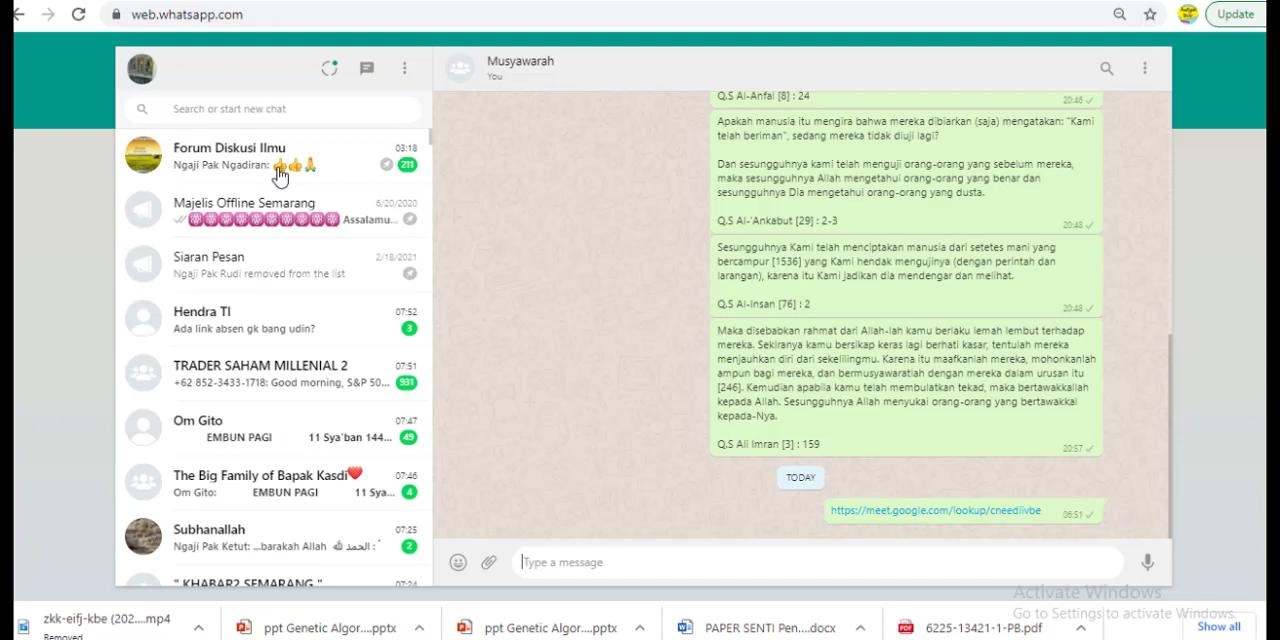 web.whatsapp.com
Update
Search or start new chat
Forum Diskusi Ilmu 03:18
Ngaji Pak Ngadiran: 👍👍🙏 211
Majelis Offline Semarang 6/20/2020
Assalamu...
Siaran Pesan 2/18/2021
Ngaji Pak Rudi removed from the list
Hendra TI 07:52
Ada link absen gk bang udin? 3
TRADER SAHAM MILLENIAL 2 07:51
+62 852-3433-1718: Good morning, S&P 50... 931
Om Gito 07:47
EMBUN PAGI 11 Sya'ban 144... 49
The Big Family of Bapak Kasdi❤️ 07:46
Om Gito: EMBUN PAGI 11 Sya... 4
Subhanallah 07:25
Ngaji Pak Ketut: ...barakah Allah الحمد لله : 2
" KHABAR2 SEMARANG " 07:24
Musyawarah
You
Q.S Al-Anfal [8] : 24
20:46
Apakah manusia itu mengira bahwa mereka dibiarkan (saja) mengatakan: "Kami
telah beriman", sedang mereka tidak diuji lagi?
Dan sesungguhnya kami telah menguji orang-orang yang sebelum mereka,
maka sesungguhnya Allah mengetahui orang-orang yang benar dan
sesungguhnya Dia mengetahui orang-orang yang dusta.
Q.S Al-'Ankabut [29] : 2-3
20:48
Sesungguhnya Kami telah menciptakan manusia dari setetes mani yang
bercampur [1536] yang Kami hendak mengujinya (dengan perintah dan
larangan), karena itu Kami jadikan dia mendengar dan melihat.
Q.S Al-Insan [76] : 2
20:48
Maka disebabkan rahmat dari Allah-lah kamu berlaku lemah lembut terhadap
mereka. Sekiranya kamu bersikap keras lagi berhati kasar, tentulah mereka
menjauhkan diri dari sekelilingmu. Karena itu maafkanlah mereka, mohonkanlah
ampun bagi mereka, dan bermusyawaratlah dengan mereka dalam urusan itu
[246]. Kemudian apabila kamu telah membulatkan tekad, maka bertawakkallah
kepada Allah. Sesungguhnya Allah menyukai orang-orang yang bertawakkal
kepada-Nya.
Q.S Ali Imran [3] : 159
20:57
TODAY
https://meet.google.com/lookup/cneediivbe
06:51
Type a message
Activate Windows
Go to Settings to activate Windows.
zkk-eifj-kbe (202....mp4
Removed
ppt Genetic Algor....pptx
ppt Genetic Algor....pptx
PAPER SENTI Pen....docx
6225-13421-1-PB.pdf
Show all